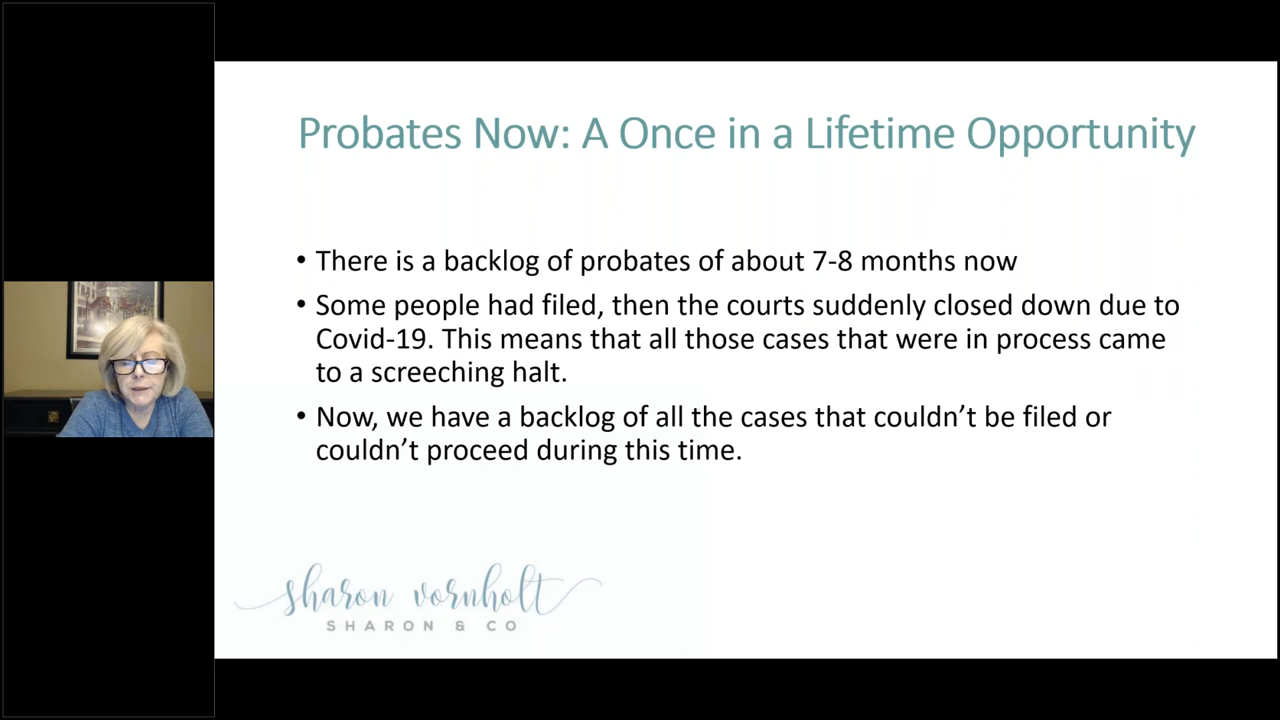 Probates Now: A Once in a Lifetime Opportunity
• There is a backlog of probates of about 7-8 months now
• Some people had filed, then the courts suddenly closed down due to
Covid-19. This means that all those cases that were in process came
to a screeching halt.
• Now, we have a backlog of all the cases that couldn’t be filed or
couldn’t proceed during this time.
sharon vornholt
SHARON & CO